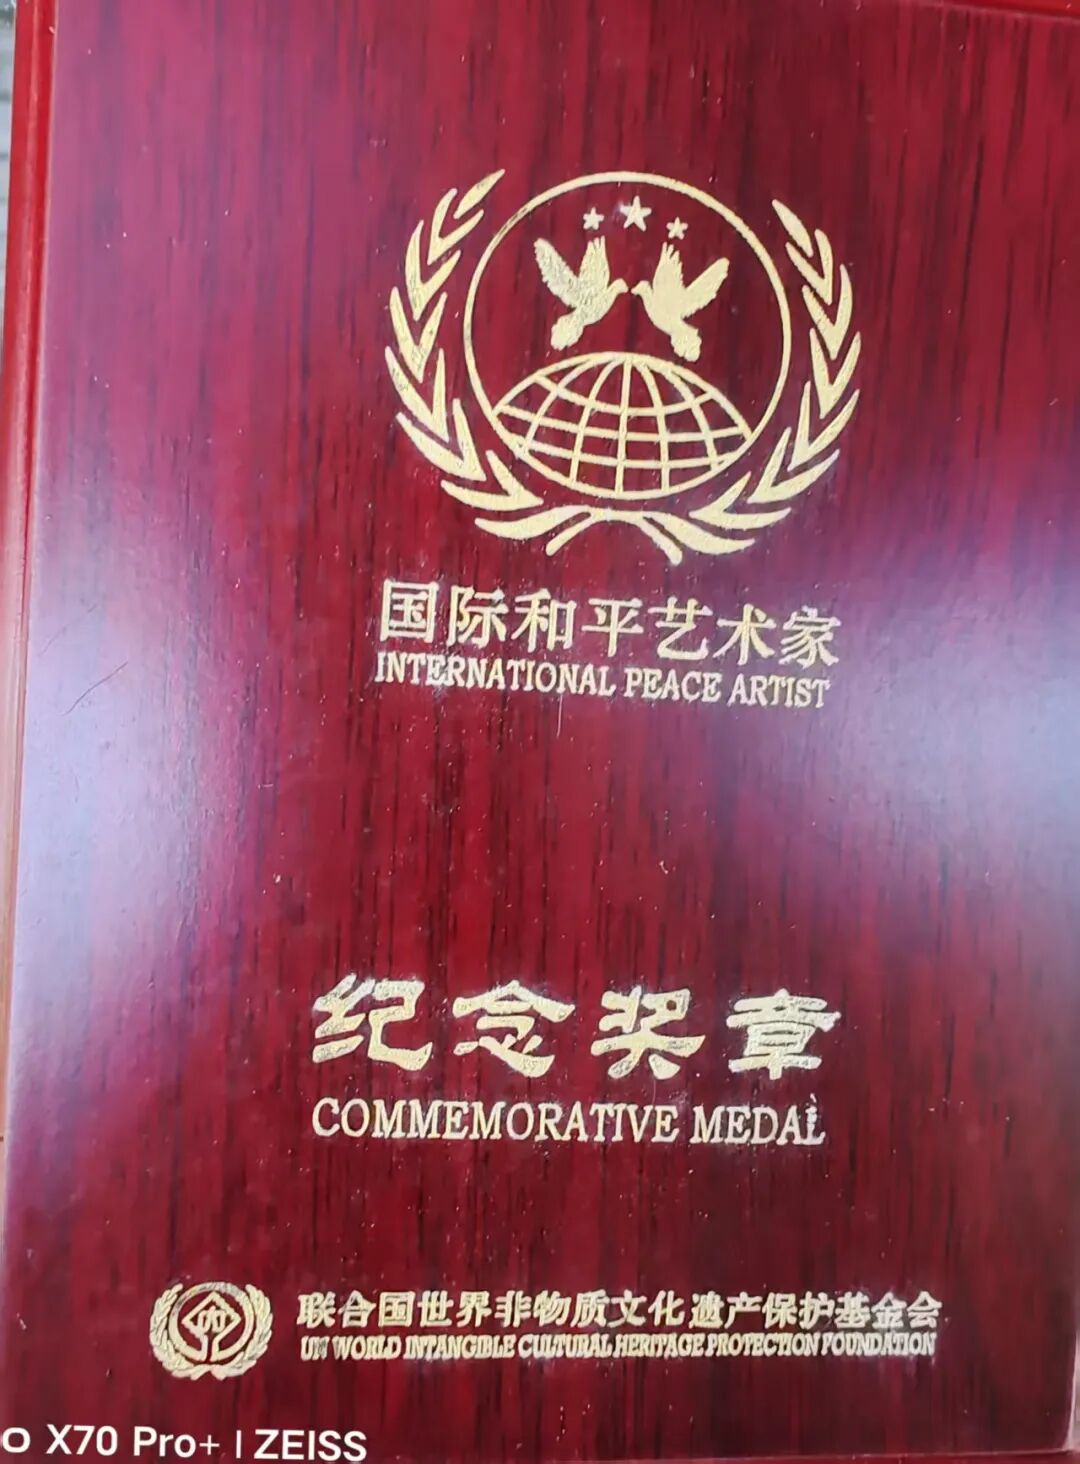 国际和平艺术家
INTERNATIONAL PEACE ARTIST
纪念奖章
COMMEMORATIVE MEDAL
联合国世界非物质文化遗产保护基金会
UN WORLD INTANGIBLE CULTURAL HERITAGE PROTECTION FOUNDATION
X70 Pro+ | ZEISS